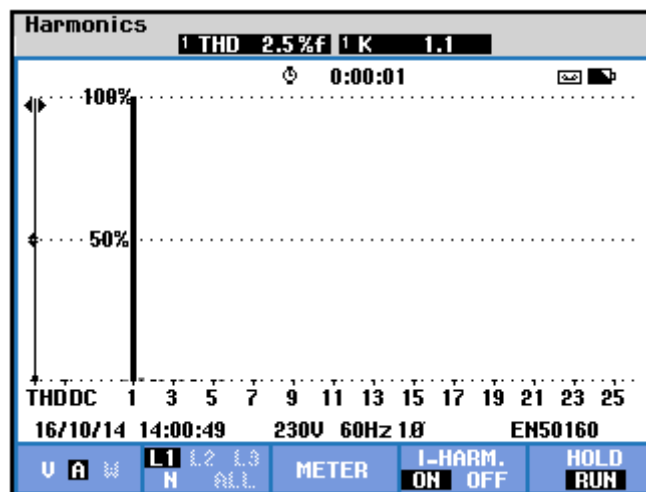 Harmonics
1 THD 2.5%f 1 K 1.1
0:00:01
100%
50%
THD DC 1 3 5 7 9 11 13 15 17 19 21 23 25
16/10/14 14:00:49 230V 60Hz 1Ø EN50160
V A W L1 L2 L3 METER I-HARM. HOLD
N ALL ON OFF RUN